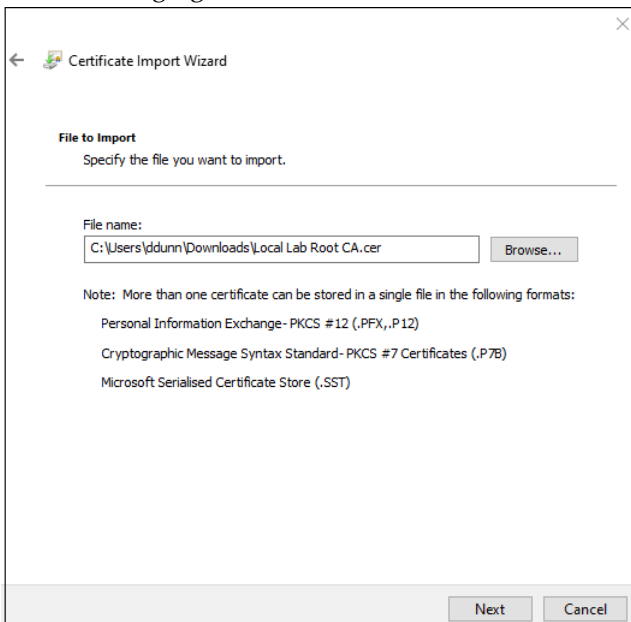 Certificate Import Wizard
File to Import
Specify the file you want to import.
File name:
C:\Users\ddunn\Downloads\Local Lab Root CA.cer
Browse...
Note: More than one certificate can be stored in a single file in the following formats:
Personal Information Exchange- PKCS #12 (.PFX,.P12)
Cryptographic Message Syntax Standard- PKCS #7 Certificates (.P7B)
Microsoft Serialised Certificate Store (.SST)
Next Cancel